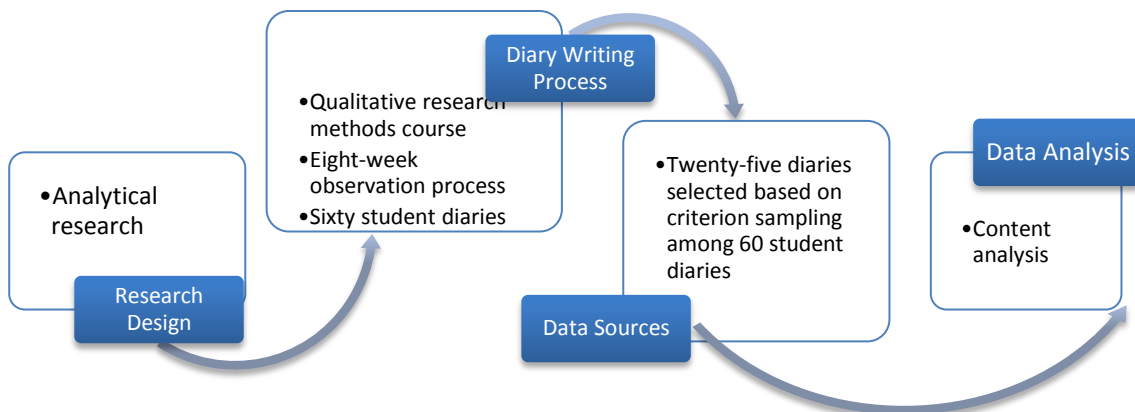 •Analytical
research
Research
Design
Diary Writing
Process
•Qualitative research
methods course
•Eight-week
observation process
•Sixty student diaries
•Twenty-five diaries
selected based on
criterion sampling
among 60 student
diaries
Data Sources
Data Analysis
•Content
analysis